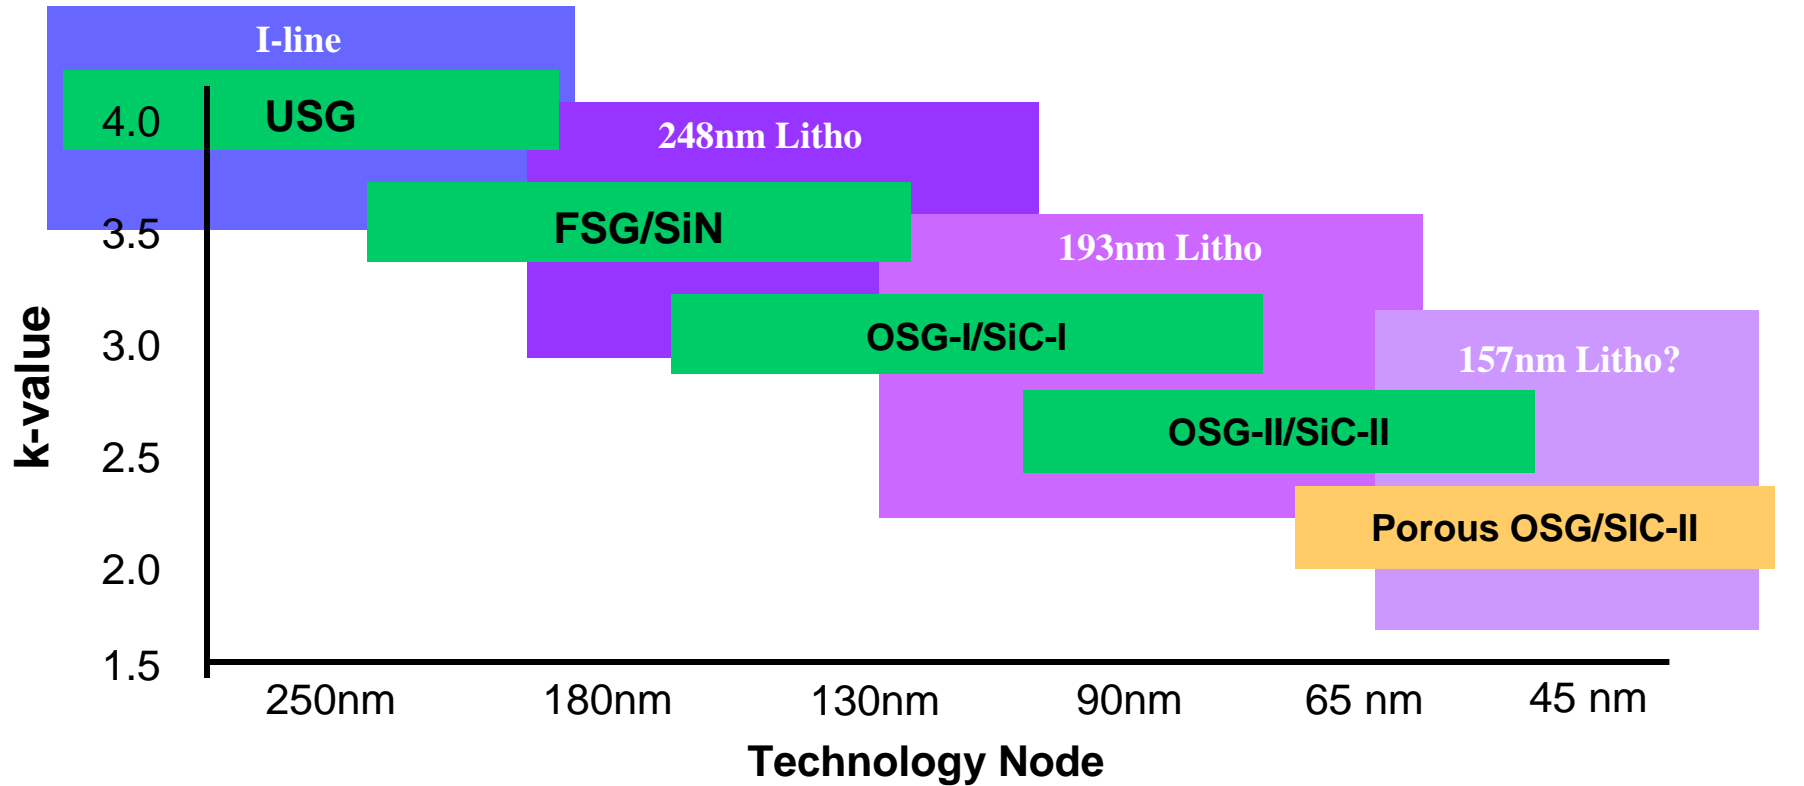 I-line
4.0
USG
248nm Litho
FSG/SiN
3.5
193nm Litho
k-value
3.0
OSG-I/SiC-I
157nm Litho?
2.5
OSG-II/SiC-II
Porous OSG/SIC-II
2.0
1.5
250nm
180nm
130nm
90nm
65 nm
45 nm
Technology Node